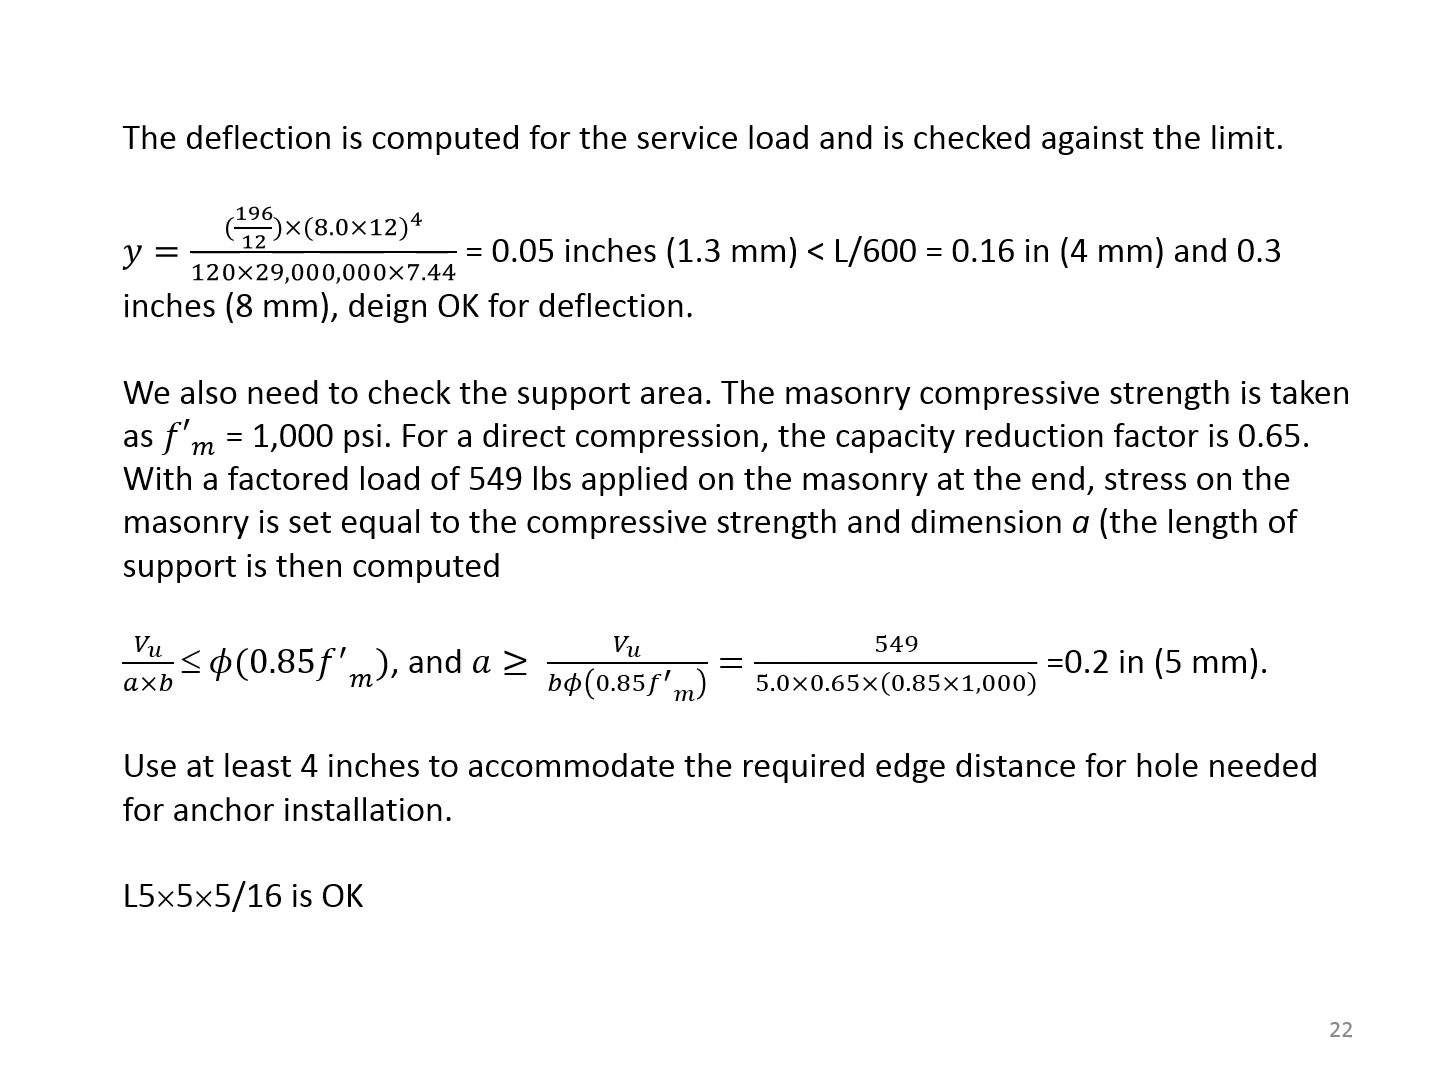 The deflection is computed for the service load and is checked against the limit.
y = ((196/12)×(8.0×12)⁴)/(120×29,000,000×7.44) = 0.05 inches (1.3 mm) < L/600 = 0.16 in (4 mm) and 0.3
inches (8 mm), deign OK for deflection.
We also need to check the support area. The masonry compressive strength is taken
as f′ₘ = 1,000 psi. For a direct compression, the capacity reduction factor is 0.65.
With a factored load of 549 lbs applied on the masonry at the end, stress on the
masonry is set equal to the compressive strength and dimension a (the length of
support is then computed
Vᵤ/(a×b) ≤ ϕ(0.85f′ₘ), and a ≥ Vᵤ/(bϕ(0.85f′ₘ)) = 549/(5.0×0.65×(0.85×1,000)) =0.2 in (5 mm).
Use at least 4 inches to accommodate the required edge distance for hole needed
for anchor installation.
L5×5×5/16 is OK
22